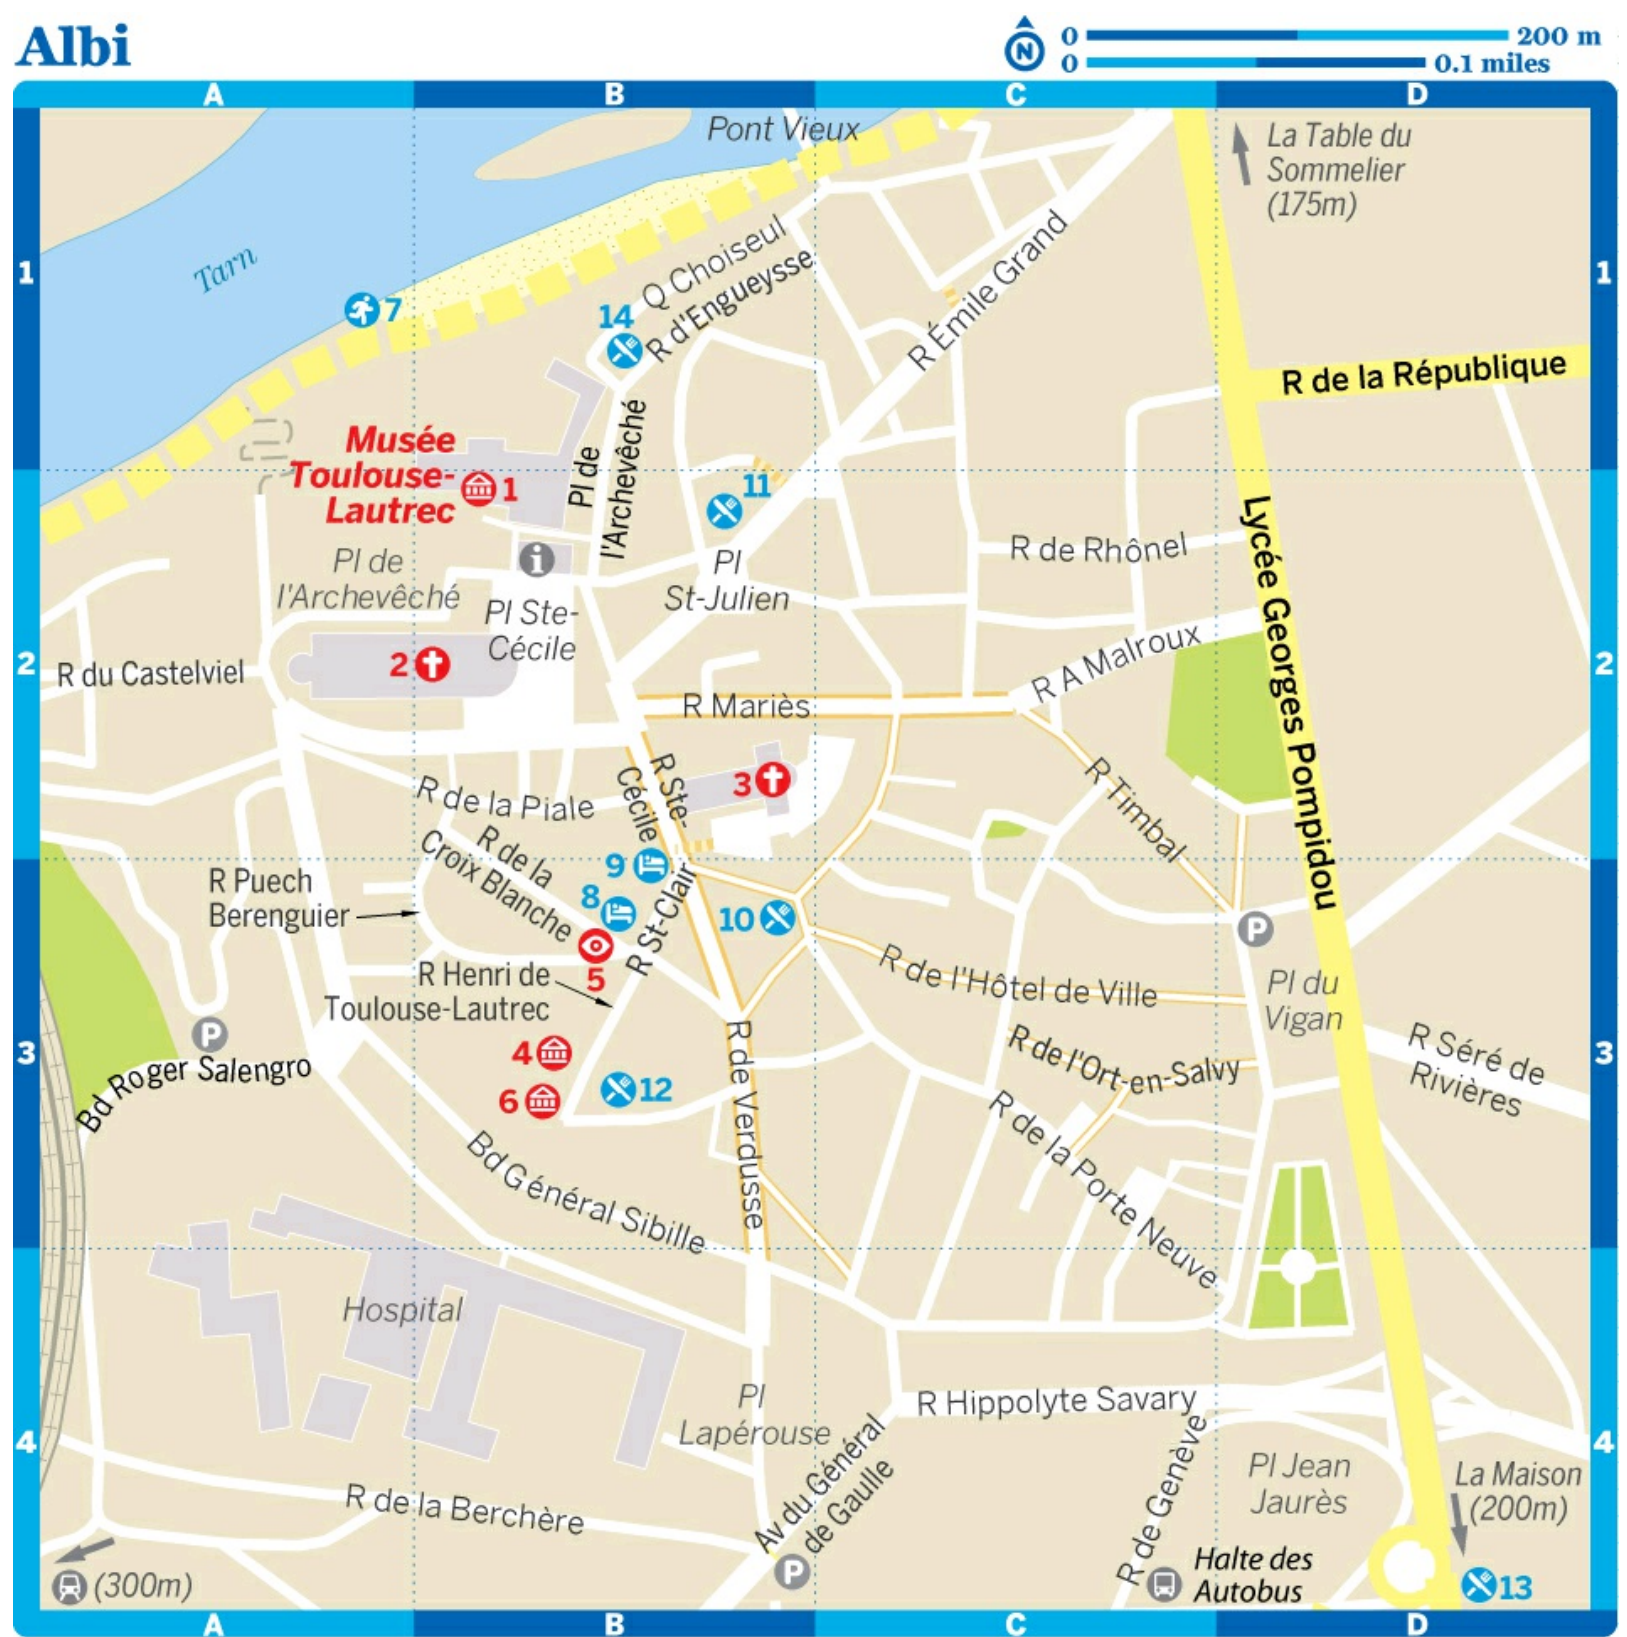 Albi
N
0 200 m
0 0.1 miles
A B C D
Pont Vieux
La Table du
Sommelier
(175m)
1 1
Tarn
Q Choiseul
R d'Engueysse
R Émile Grand
7
14
R de la République
Musée
Toulouse-
Lautrec
1
Pl de
l'Archevêché
11
i
Pl de
l'Archevêché
Pl Ste-
Cécile
Pl
St-Julien
R de Rhônel
Lycée Georges Pompidou
2 2
R du Castelviel
2
R A Malroux
R Mariès
R Timbal
3
R Ste-
Cécile
R de la Piale
R de la
Croix Blanche
9
8
R Puech
Berenguier
R St-Clair
10
P
5
R Henri de
Toulouse-Lautrec
R de l'Hôtel de Ville
Pl du
Vigan
P
3 3
Bd Roger Salengro
4
6
12
R de Verdusse
R de l'Ort-en-Salvy
R Séré de
Rivières
R de la Porte Neuve
Bd Général Sibille
Hospital
Pl
Lapérouse
R Hippolyte Savary
4 4
Av du Général
de Gaulle
R de Genève
Pl Jean
Jaurès
La Maison
(200m)
R de la Berchère
P
Halte des
Autobus
13
(300m)
A B C D